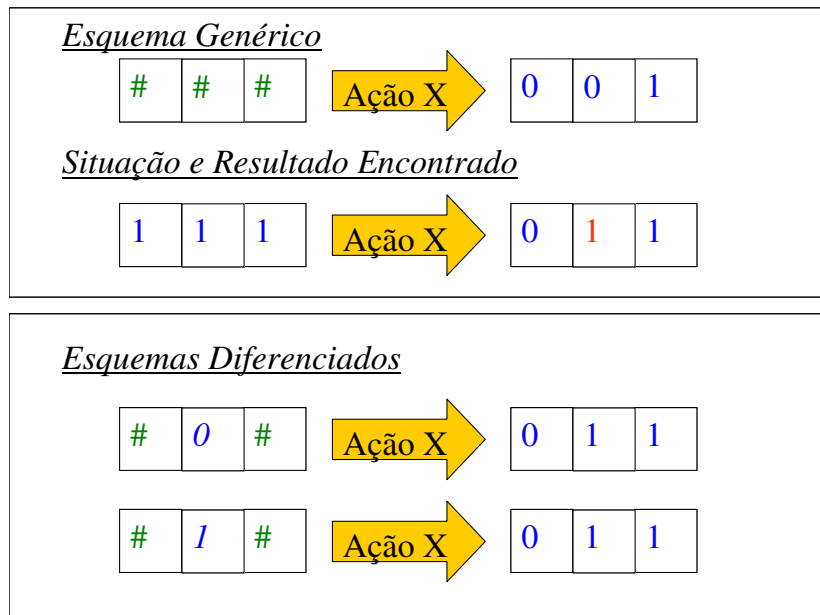 Esquema Genérico
# # # Ação X 0 0 1
Situação e Resultado Encontrado
1 1 1 Ação X 0 1 1
Esquemas Diferenciados
# 0 # Ação X 0 1 1
# 1 # Ação X 0 1 1